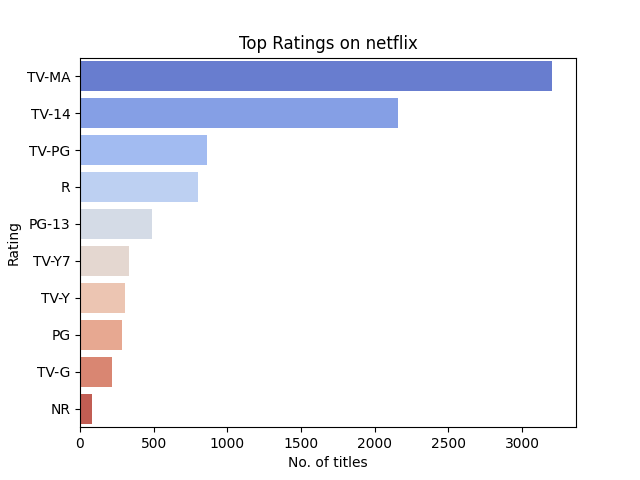 Top Ratings on netflix
Rating
TV-MA
TV-14
TV-PG
R
PG-13
TV-Y7
TV-Y
PG
TV-G
NR
0 500 1000 1500 2000 2500 3000
No. of titles